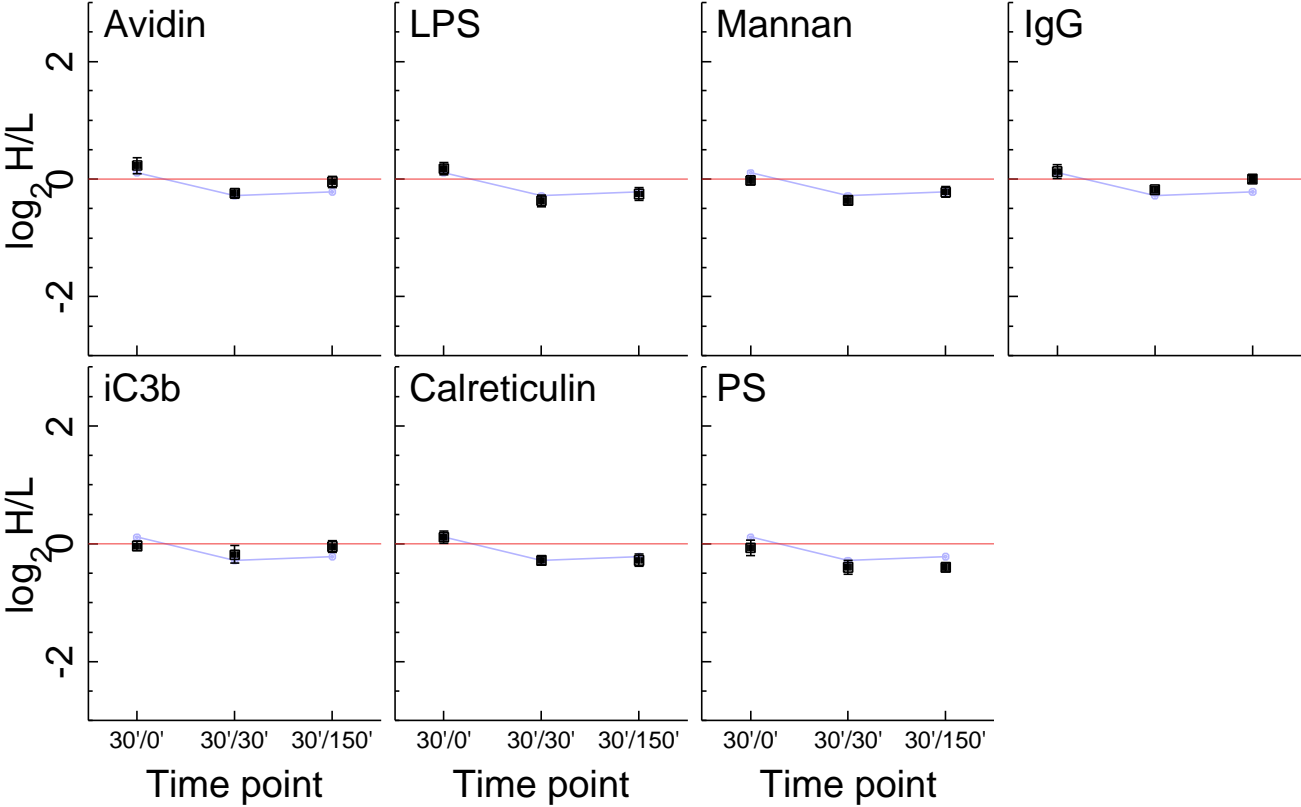 Avidin LPS Mannan IgG
2
0
-2
log2 H/L
iC3b Calreticulin PS
2
0
-2
log2 H/L
30'/0' 30'/30' 30'/150' 30'/0' 30'/30' 30'/150' 30'/0' 30'/30' 30'/150'
Time point Time point Time point